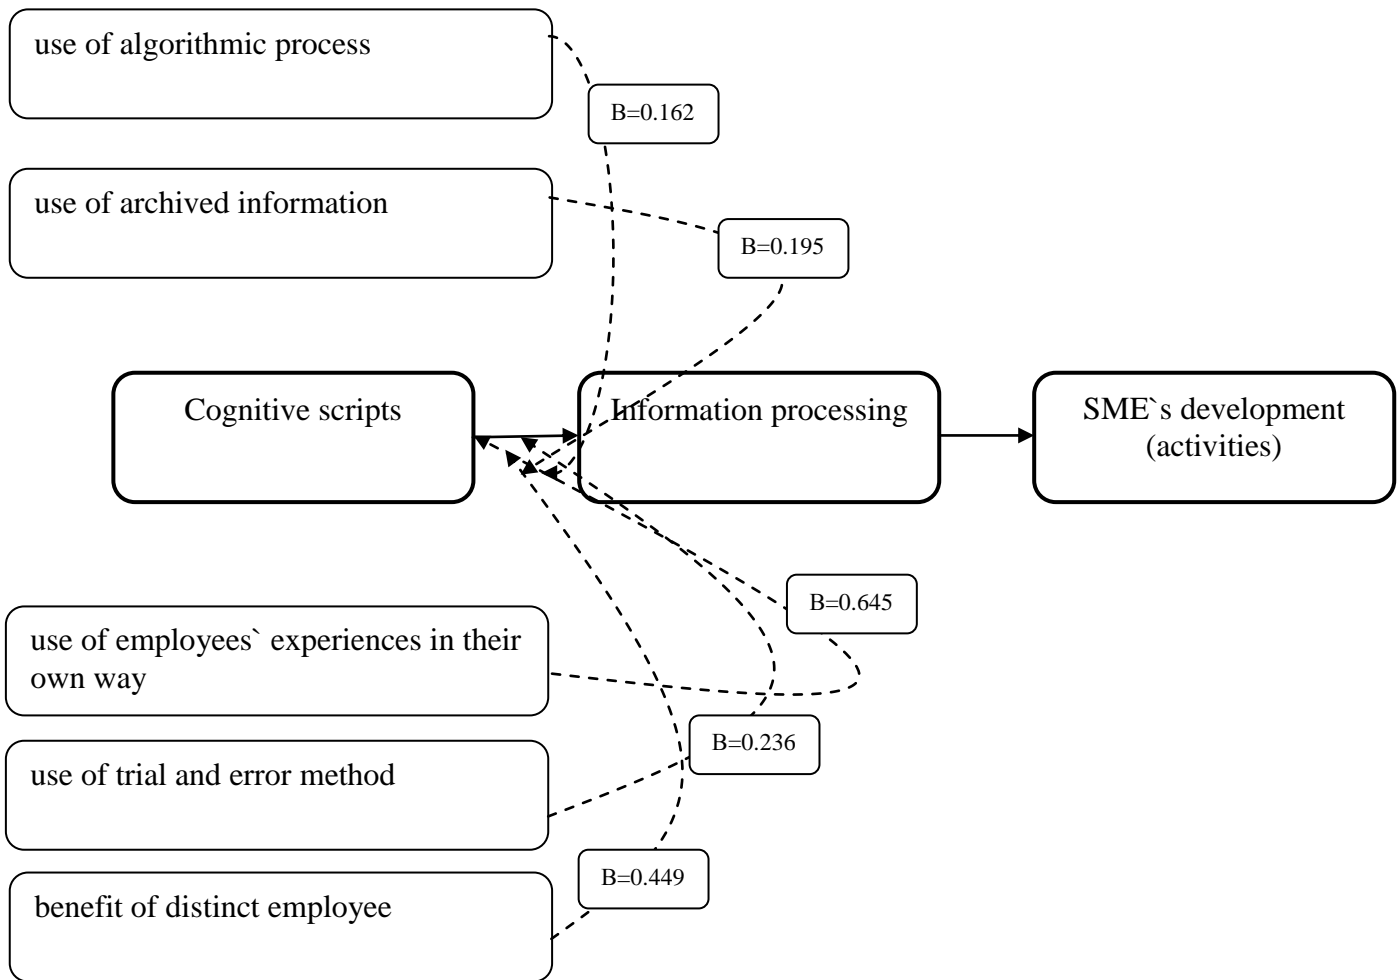 use of algorithmic process
B=0.162
use of archived information
B=0.195
Cognitive scripts
Information processing
SME`s development
(activities)
B=0.645
use of employees` experiences in their
own way
B=0.236
use of trial and error method
B=0.449
benefit of distinct employee